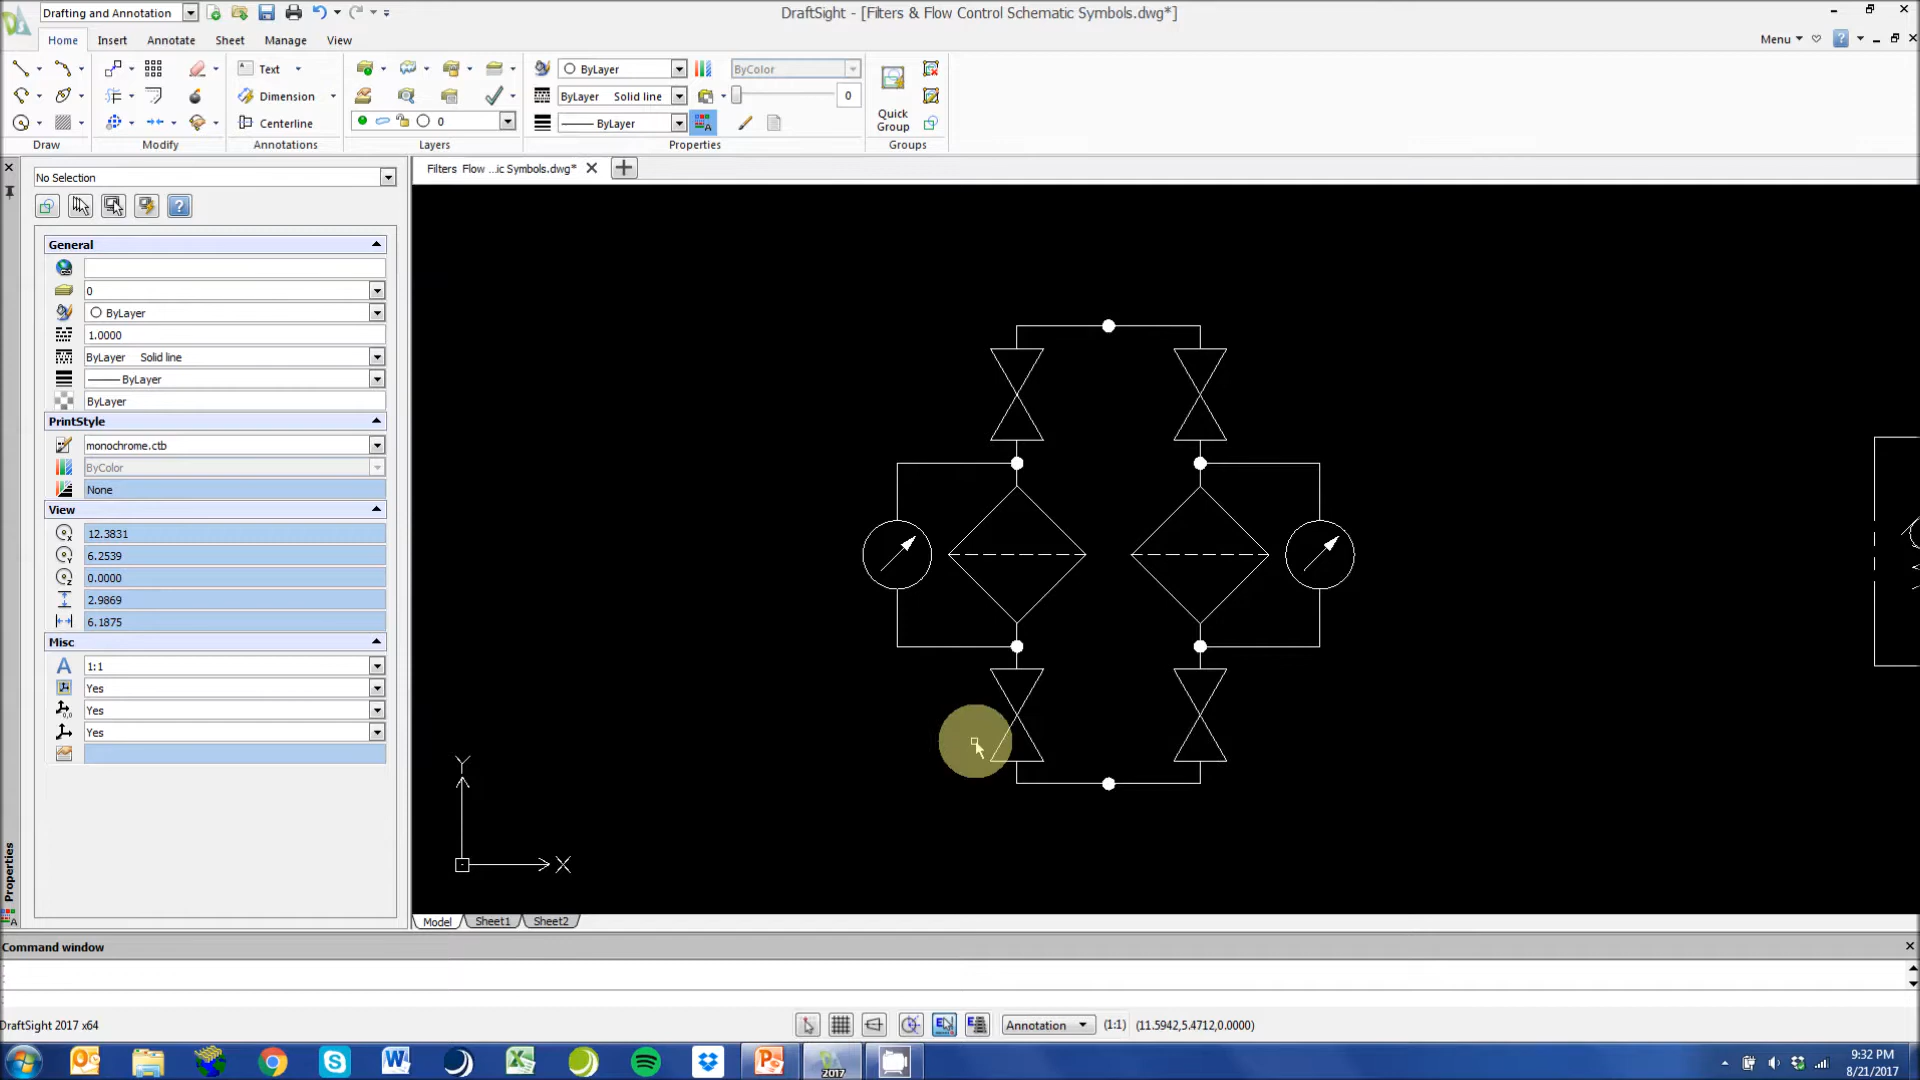 Drafting and Annotation
DraftSight - [Filters & Flow Control Schematic Symbols.dwg*]
Home Insert Annotate Sheet Manage View
Menu
Text
Dimension
Centerline
0
ByLayer
ByLayer Solid line
ByLayer
ByColor
0
Quick
Group
Draw Modify Annotations Layers Properties Groups
Filters Flow ...ic Symbols.dwg*
No Selection
General
0
ByLayer
1.0000
ByLayer Solid line
ByLayer
ByLayer
PrintStyle
monochrome.ctb
ByColor
None
View
12.3831
6.2539
0.0000
2.9869
6.1875
Misc
1:1
Yes
Yes
Yes
Properties
Y
X
Model Sheet1 Sheet2
Command window
DraftSight 2017 x64
Annotation (1:1) (11.5942,5.4712,0.0000)
2017
9:32 PM
8/21/2017